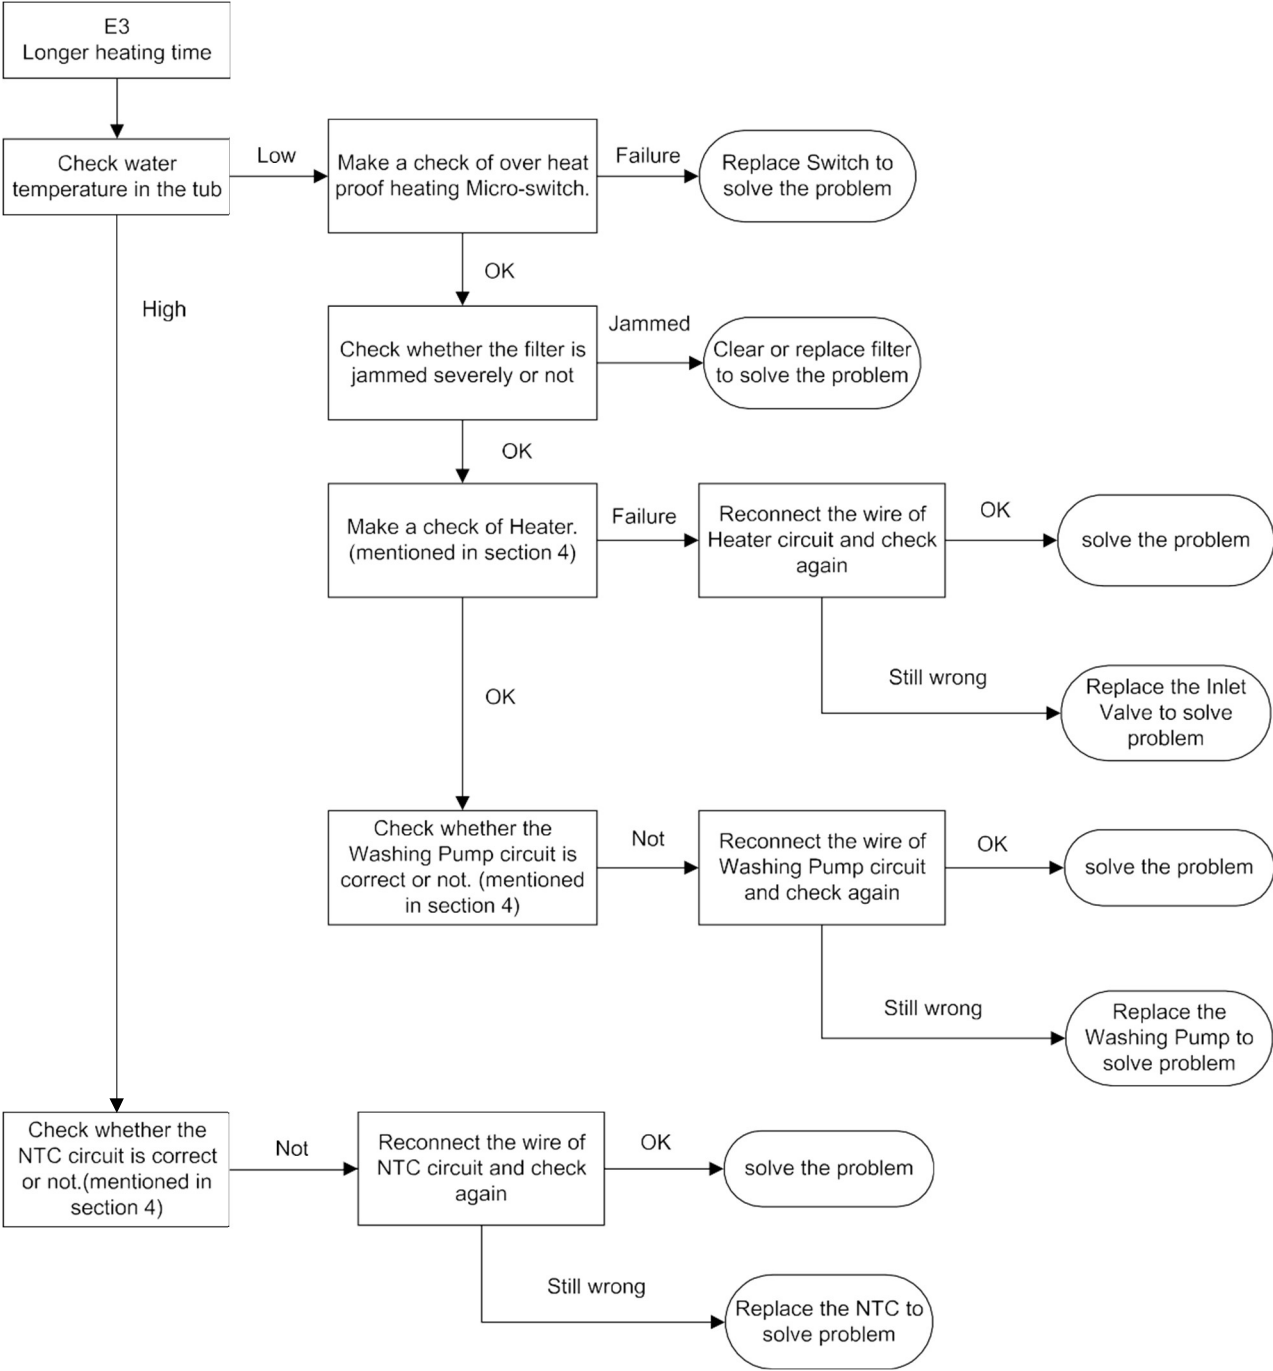 E3
Longer heating time
Check water
temperature in the tub
Low
Make a check of over heat
proof heating Micro-switch.
Failure
Replace Switch to
solve the problem
OK
High
Check whether the filter is
jammed severely or not
Jammed
Clear or replace filter
to solve the problem
OK
Make a check of Heater.
(mentioned in section 4)
Failure
Reconnect the wire of
Heater circuit and check
again
OK
solve the problem
Still wrong
Replace the Inlet
Valve to solve
problem
OK
Check whether the
Washing Pump circuit is
correct or not. (mentioned
in section 4)
Not
Reconnect the wire of
Washing Pump circuit
and check again
OK
solve the problem
Still wrong
Replace the
Washing Pump to
solve problem
Check whether the
NTC circuit is correct
or not.(mentioned in
section 4)
Not
Reconnect the wire of
NTC circuit and check
again
OK
solve the problem
Still wrong
Replace the NTC to
solve problem